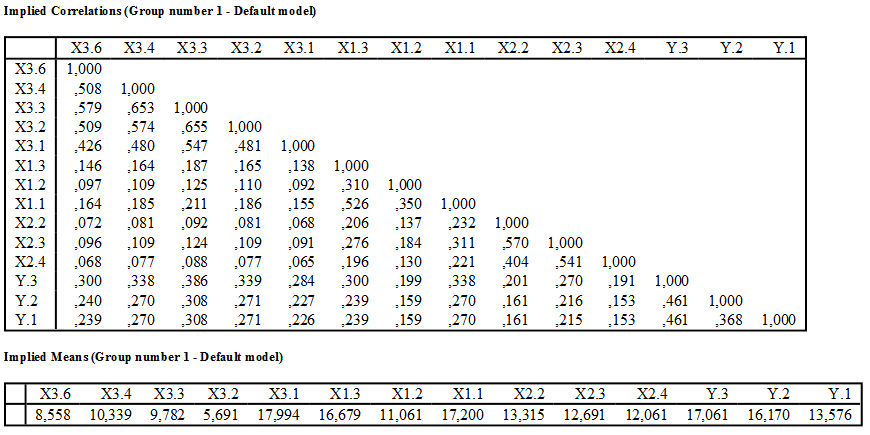 Implied Correlations (Group number 1 - Default model)
X3.6 X3.4 X3.3 X3.2 X3.1 X1.3 X1.2 X1.1 X2.2 X2.3 X2.4 Y.3 Y.2 Y.1
X3.6 1,000
X3.4 ,508 1,000
X3.3 ,579 ,653 1,000
X3.2 ,509 ,574 ,655 1,000
X3.1 ,426 ,480 ,547 ,481 1,000
X1.3 ,146 ,164 ,187 ,165 ,138 1,000
X1.2 ,097 ,109 ,125 ,110 ,092 ,310 1,000
X1.1 ,164 ,185 ,211 ,186 ,155 ,526 ,350 1,000
X2.2 ,072 ,081 ,092 ,081 ,068 ,206 ,137 ,232 1,000
X2.3 ,096 ,109 ,124 ,109 ,091 ,276 ,184 ,311 ,570 1,000
X2.4 ,068 ,077 ,088 ,077 ,065 ,196 ,130 ,221 ,404 ,541 1,000
Y.3 ,300 ,338 ,386 ,339 ,284 ,300 ,199 ,338 ,201 ,270 ,191 1,000
Y.2 ,240 ,270 ,308 ,271 ,227 ,239 ,159 ,270 ,161 ,216 ,153 ,461 1,000
Y.1 ,239 ,270 ,308 ,271 ,226 ,239 ,159 ,270 ,161 ,215 ,153 ,461 ,368 1,000
Implied Means (Group number 1 - Default model)
X3.6 X3.4 X3.3 X3.2 X3.1 X1.3 X1.2 X1.1 X2.2 X2.3 X2.4 Y.3 Y.2 Y.1
8,558 10,339 9,782 5,691 17,994 16,679 11,061 17,200 13,315 12,691 12,061 17,061 16,170 13,576